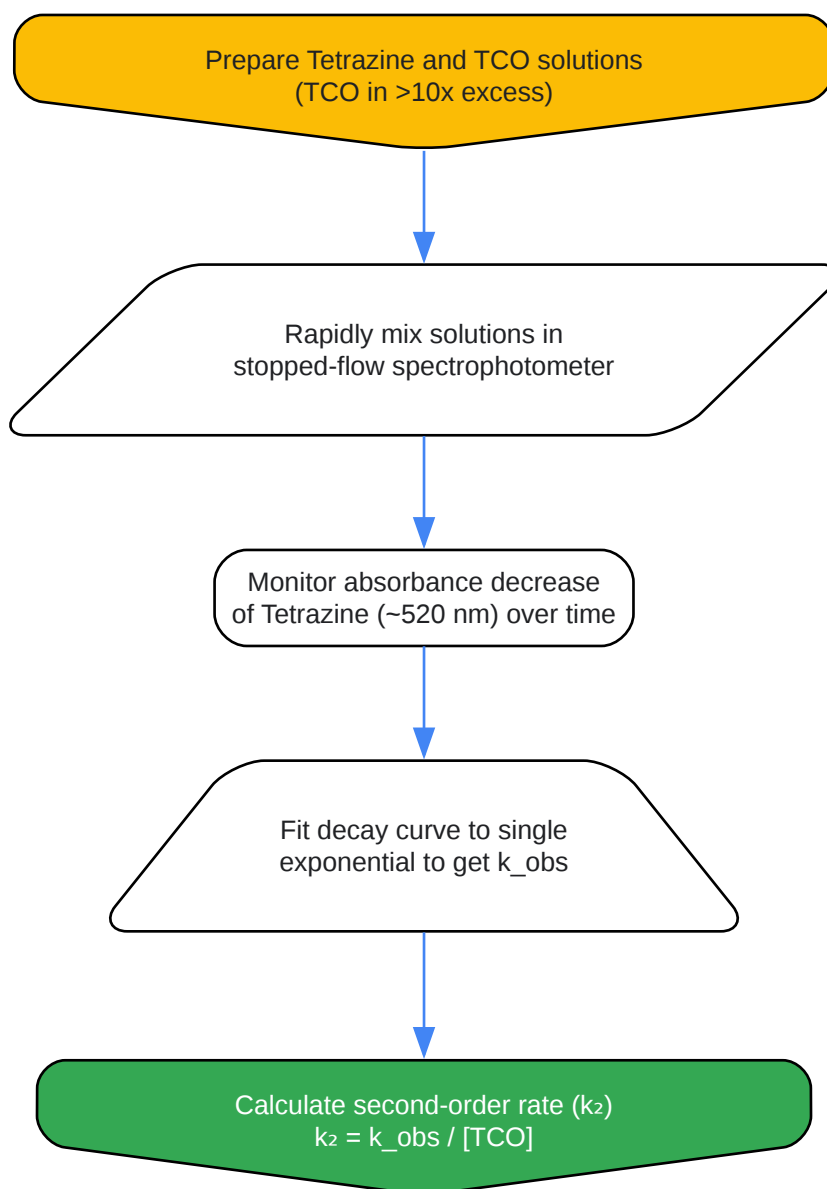 Prepare Tetrazine and TCO solutions
(TCO in >10x excess)
Rapidly mix solutions in
stopped-flow spectrophotometer
Monitor absorbance decrease
of Tetrazine (~520 nm) over time
Fit decay curve to single
exponential to get k_obs
Calculate second-order rate (k₂)
k₂ = k_obs / [TCO]